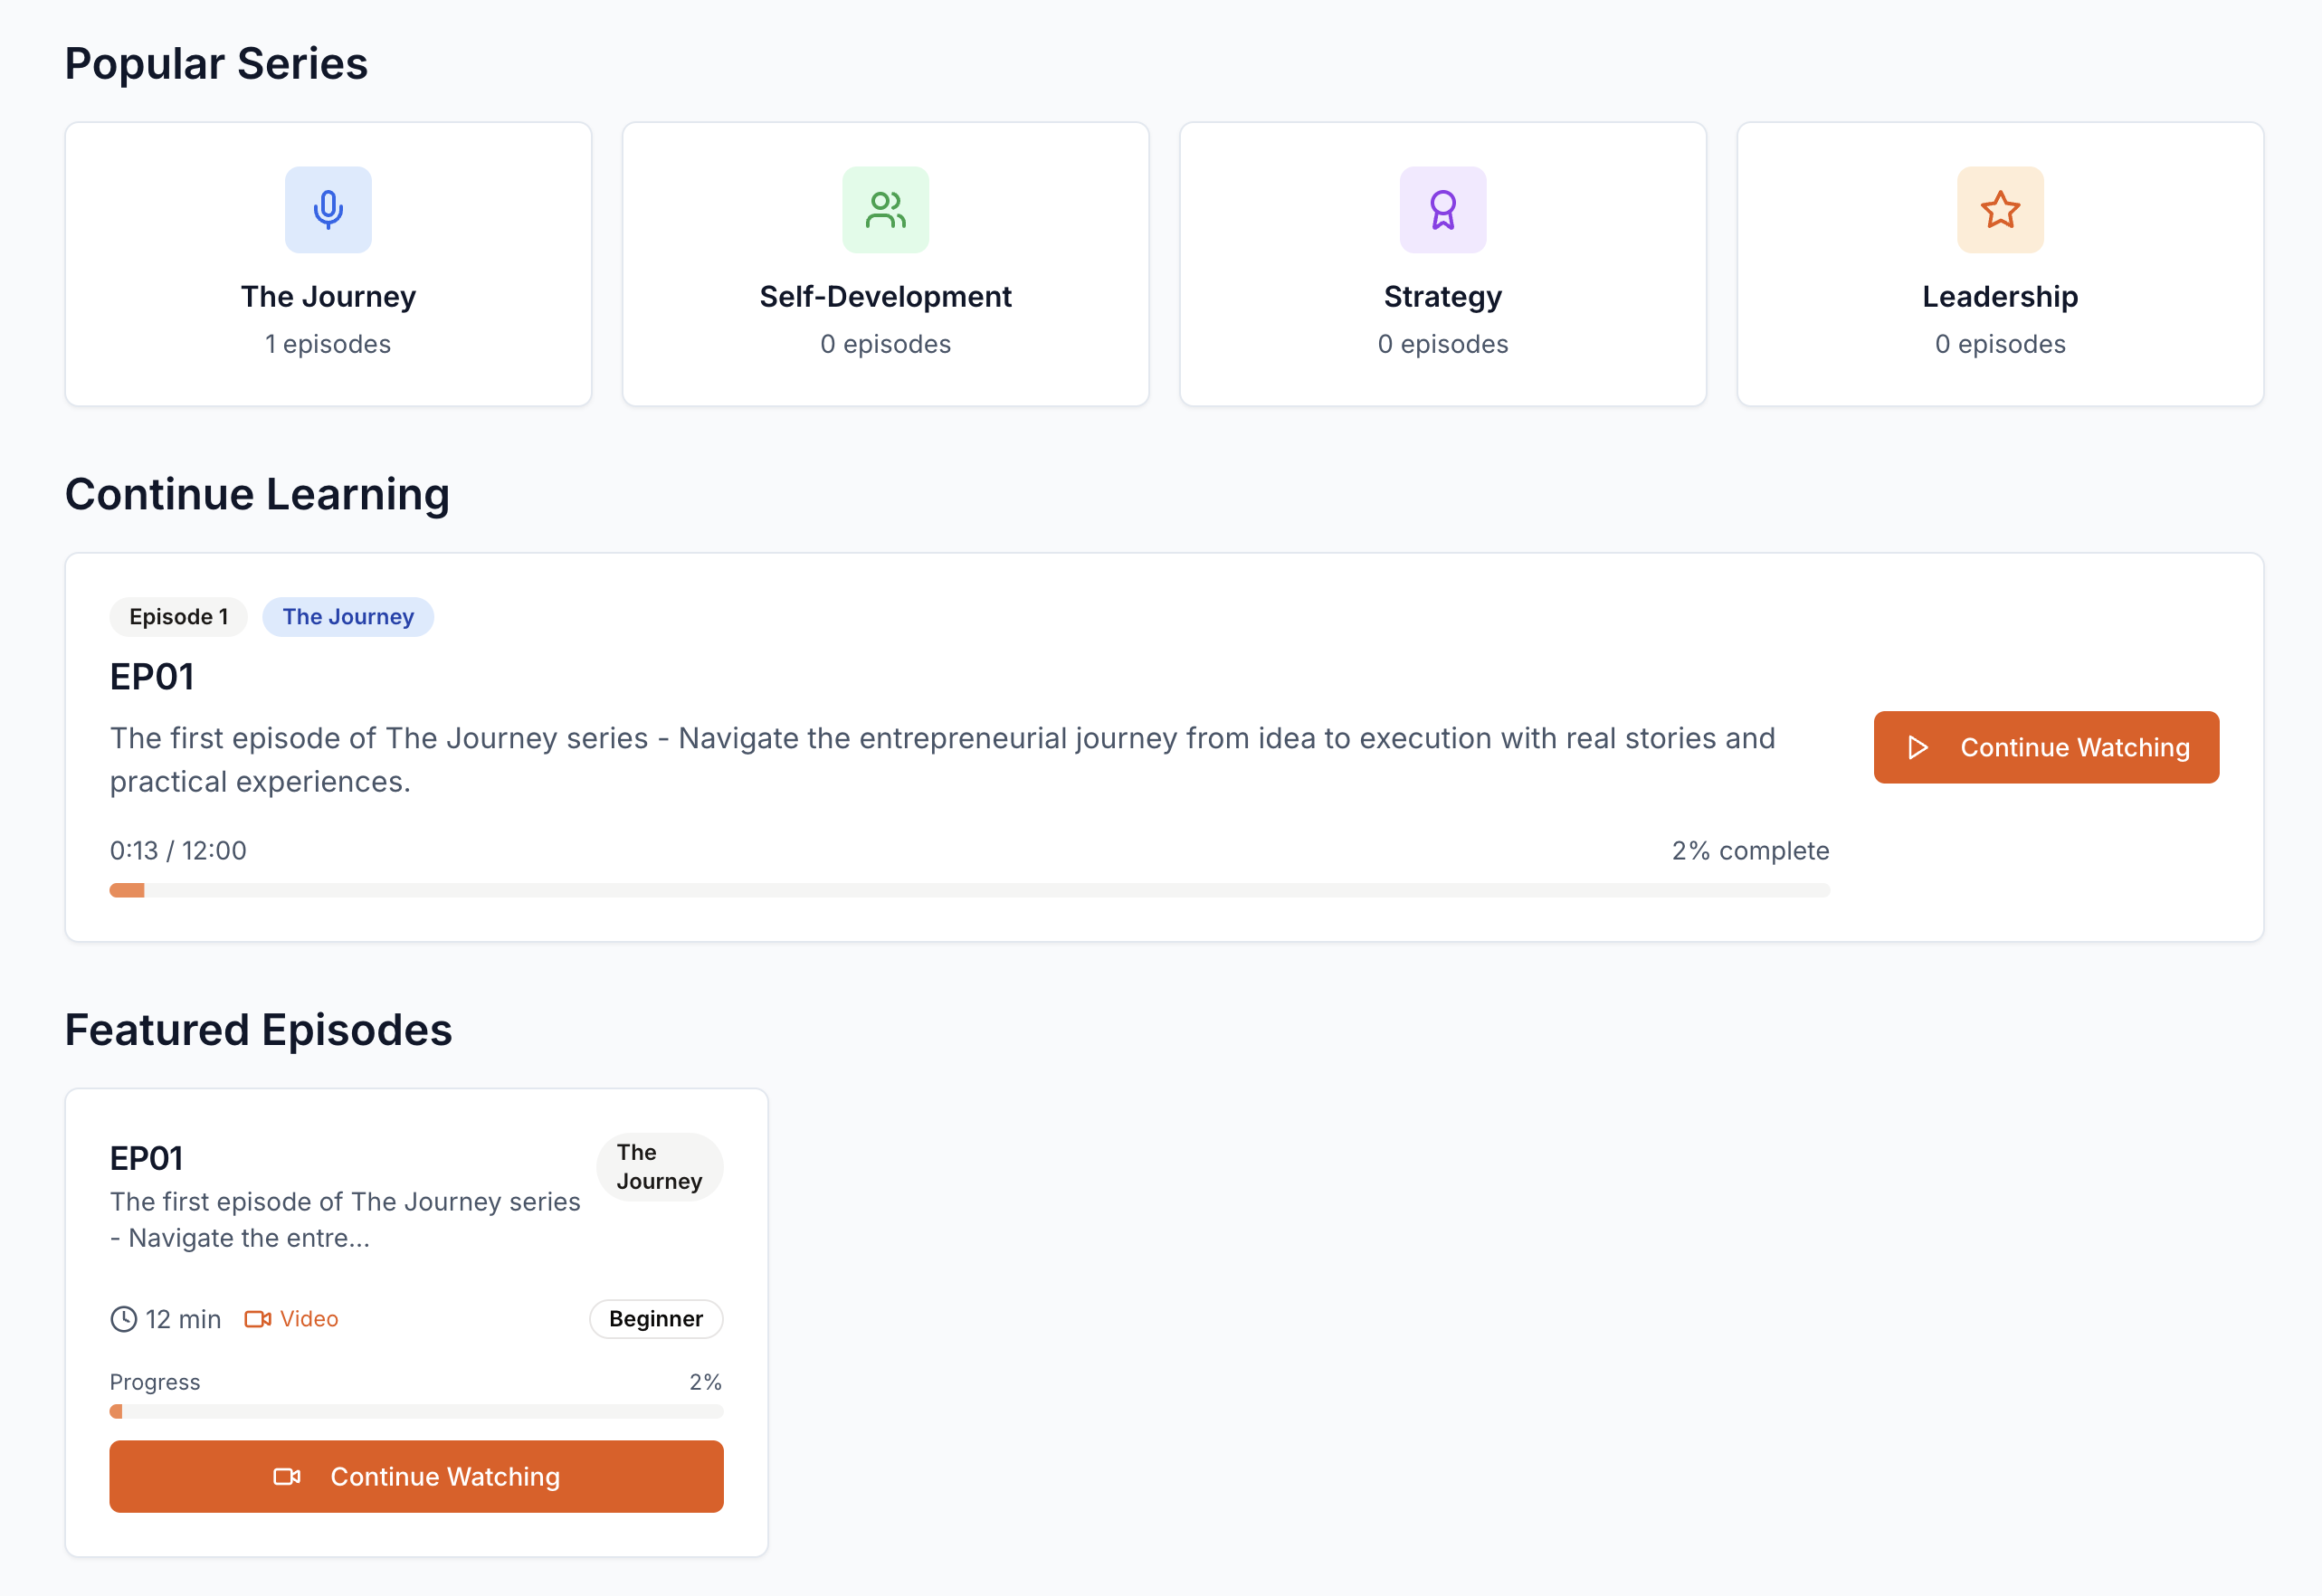 Popular Series
The Journey
1 episodes
Self-Development
0 episodes
Strategy
0 episodes
Leadership
0 episodes
Continue Learning
Episode 1
The Journey
EP01
The first episode of The Journey series - Navigate the entrepreneurial journey from idea to execution with real stories and
practical experiences.
Continue Watching
0:13 / 12:00
2% complete
Featured Episodes
EP01
The
Journey
The first episode of The Journey series
- Navigate the entre...
12 min
Video
Beginner
Progress
2%
Continue Watching